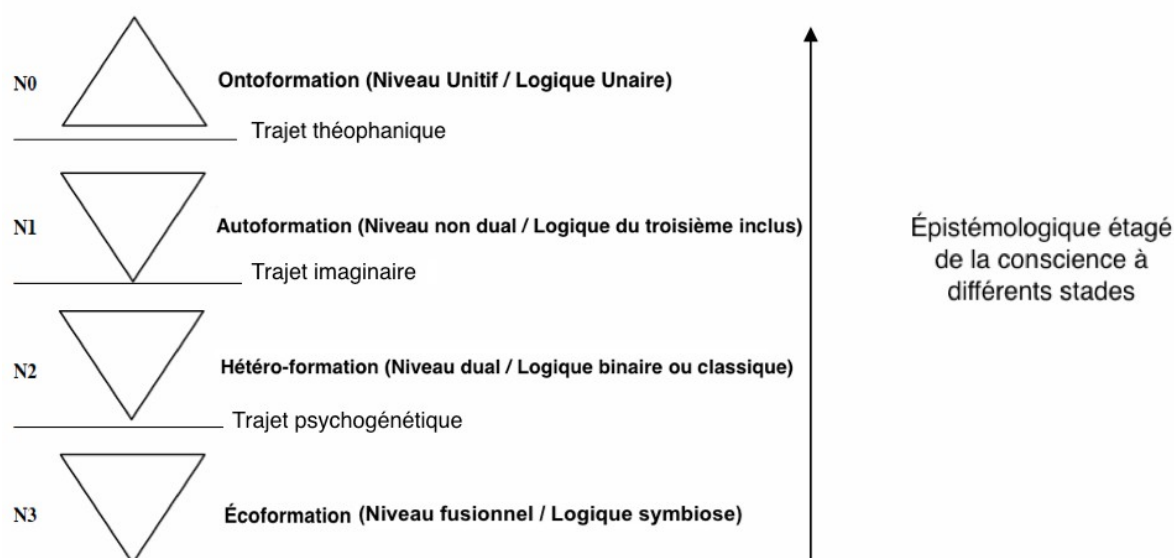 N0
Ontoformation (Niveau Unitif / Logique Unaire)
Trajet théophanique
N1
Autoformation (Niveau non dual / Logique du troisième inclus)
Trajet imaginaire
N2
Hétéro-formation (Niveau dual / Logique binaire ou classique)
Trajet psychogénétique
N3
Écoformation (Niveau fusionnel / Logique symbiose)
Épistémologique étagé
de la conscience à
différents stades